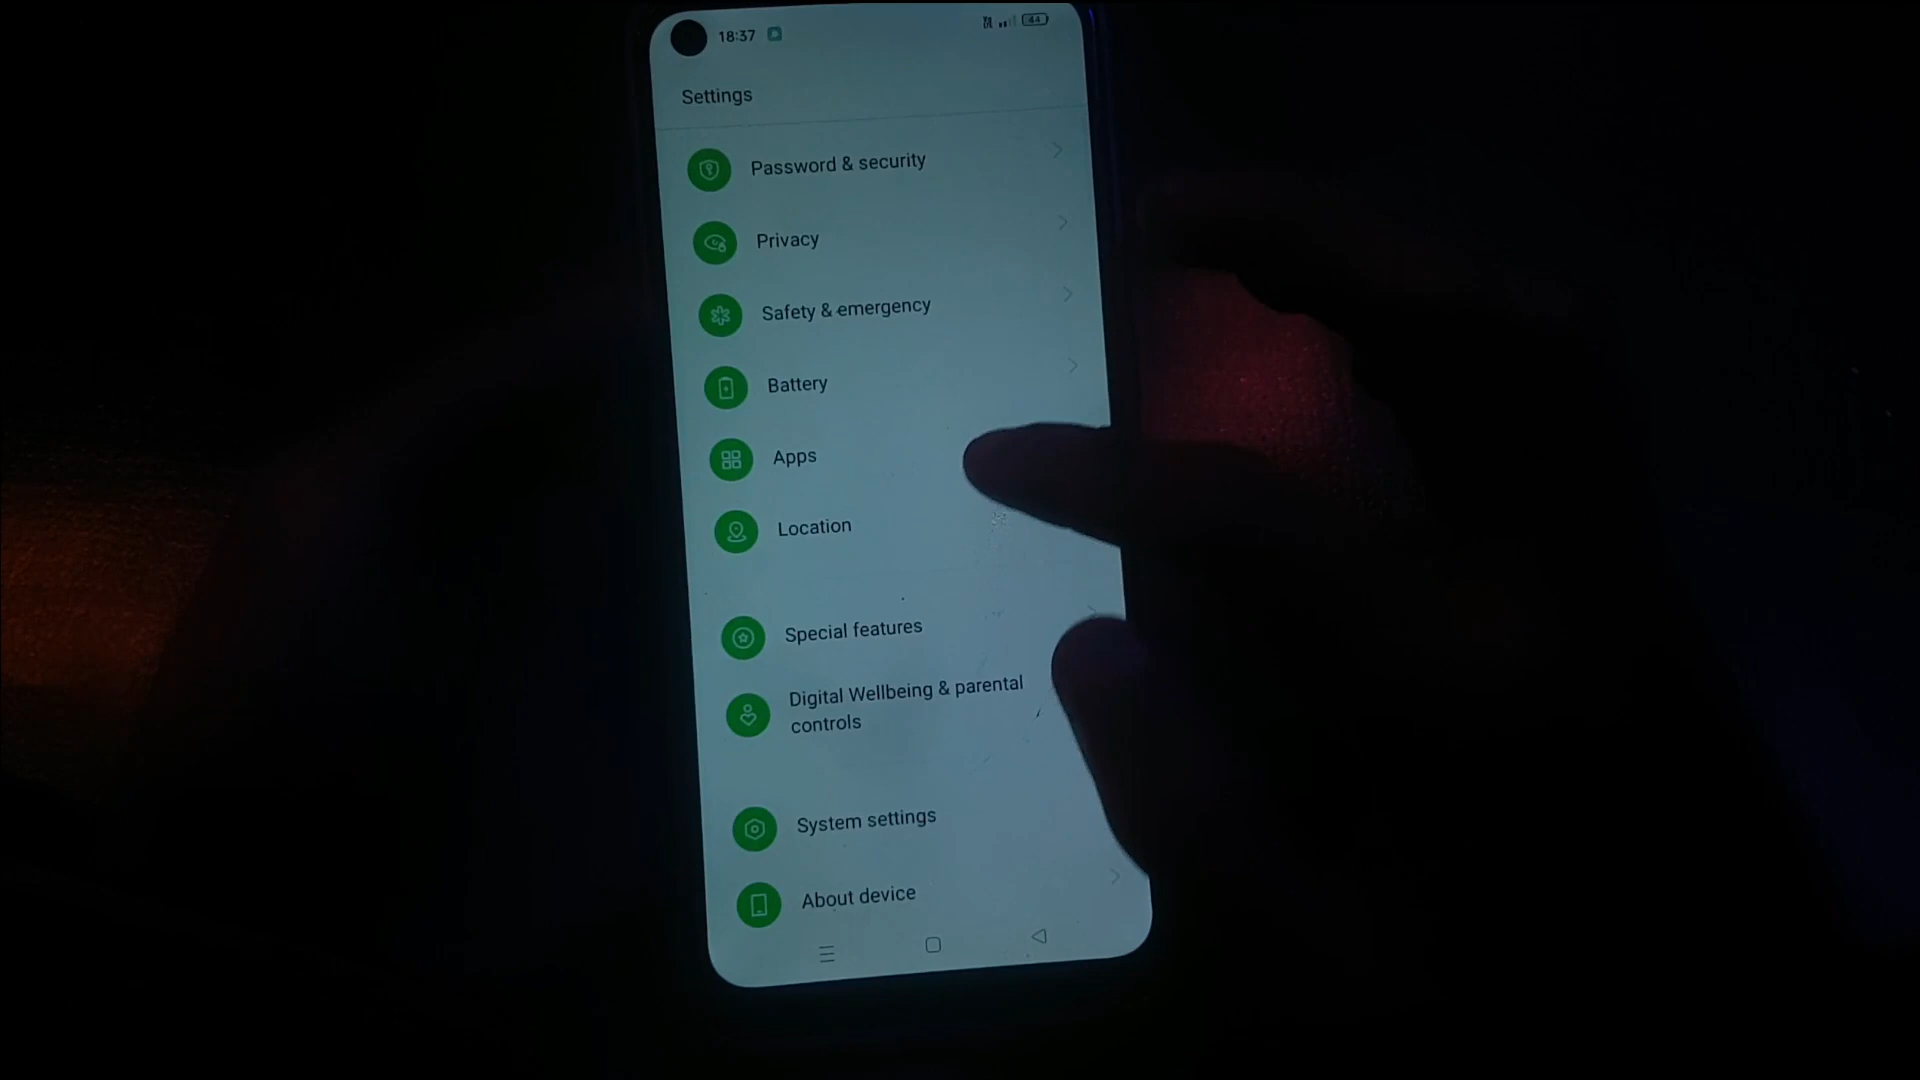 18:37
44
Settings
Password & security
Privacy
Safety & emergency
Battery
Apps
Location
Special features
Digital Wellbeing & parental
controls
System settings
About device